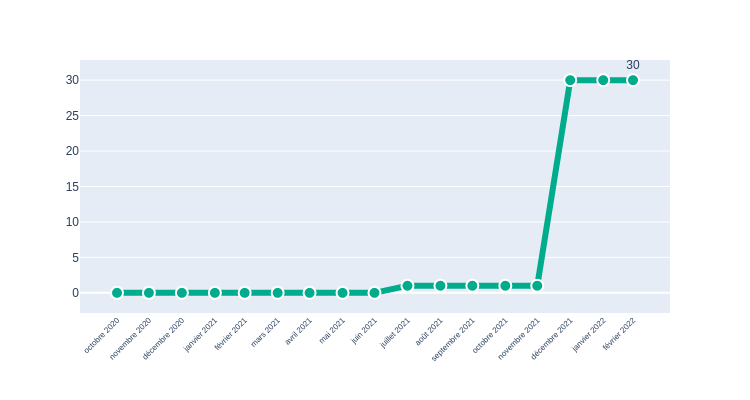 30
30
25
20
15
10
5
0
octobre 2020
novembre 2020
décembre 2020
janvier 2021
février 2021
mars 2021
avril 2021
mai 2021
juin 2021
juillet 2021
août 2021
septembre 2021
octobre 2021
novembre 2021
décembre 2021
janvier 2022
février 2022